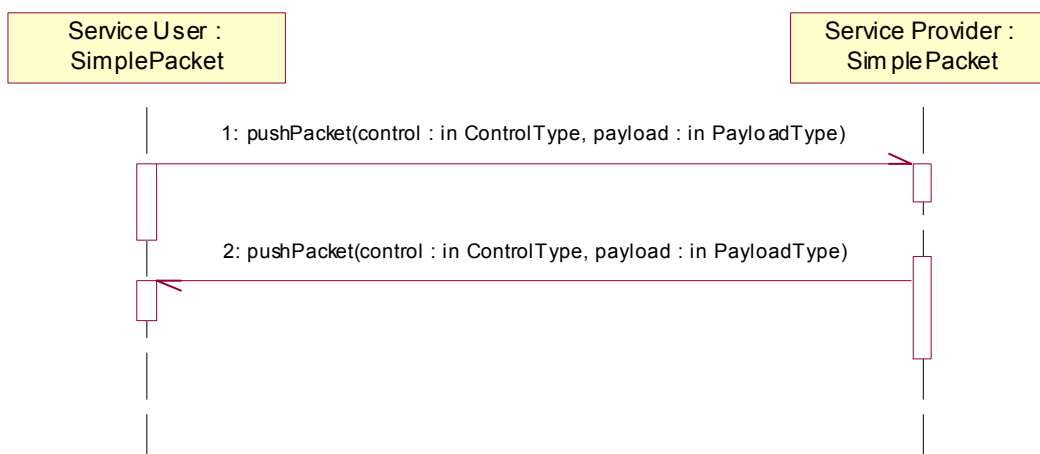 Service User :
SimplePacket
Service Provider :
SimplePacket
1: pushPacket(control : in ControlType, payload : in PayloadType)
2: pushPacket(control : in ControlType, payload : in PayloadType)